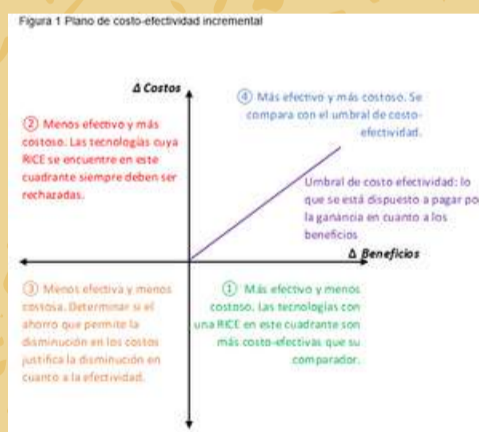 Figura 1 Plano de costo-efectividad incremental
Δ Costos
④ Más efectivo y más costoso. Se
compara con el umbral de costo-
efectividad.
② Menos efectivo y más
costoso. Las tecnologías cuya
RICE se encuentre en este
cuadrante siempre deben ser
rechazadas.
Umbral de costo efectividad: lo
que se está dispuesto a pagar po
la ganancia en cuanto a los
beneficios
Δ Beneficios
③ Menos efectiva y menos
costosa. Determinar si el
ahorro que permite la
disminución en los costos
justifica la disminución en
cuanto a la efectividad.
① Más efectivo y menos
costoso. Las tecnologías con
una RICE en este cuadrante son
más costo-efectivas que su
comparador.